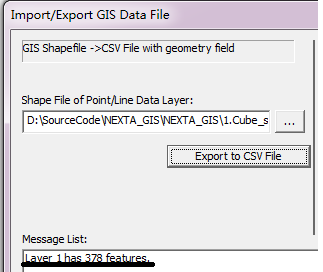 Import/Export GIS Data File
GIS Shapefile ->CSV File with geometry field
Shape File of Point/Line Data Layer:
D:\SourceCode\NEXTA_GIS\NEXTA_GIS\1.Cube_s
...
Export to CSV File
Message List:
Layer 1 has 378 features.